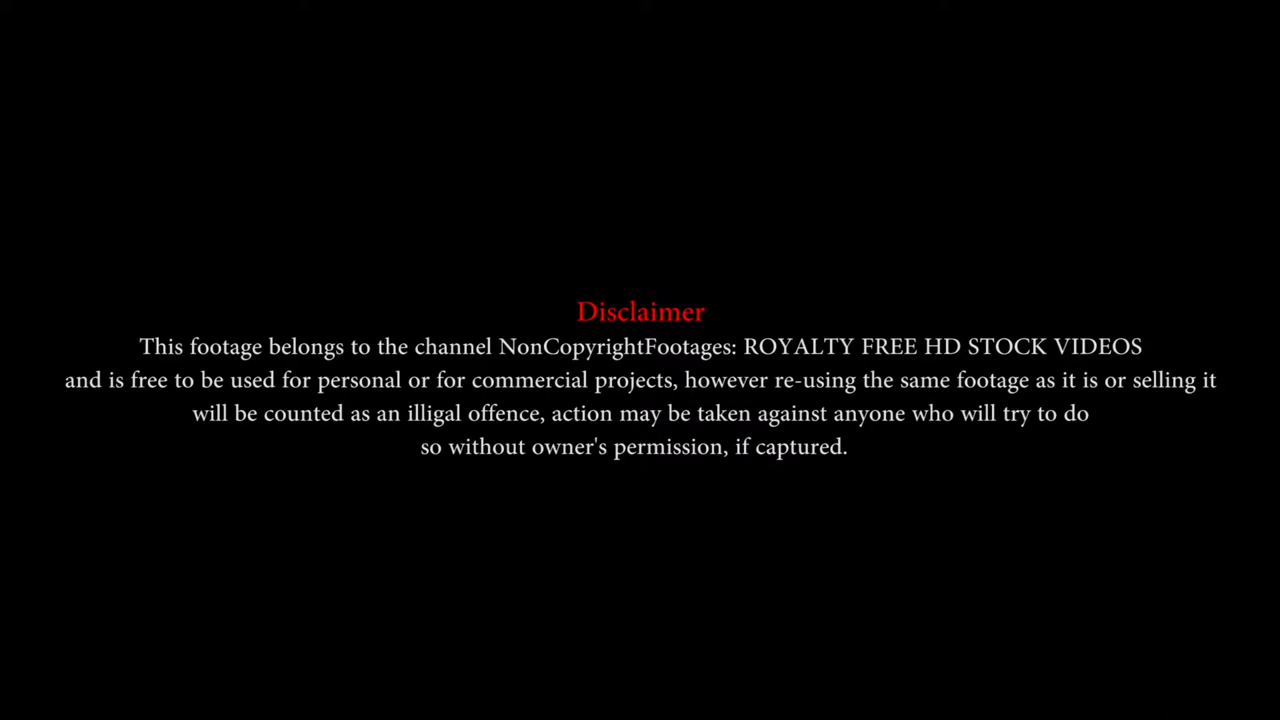 Disclaimer
This footage belongs to the channel NonCopyrightFootages: ROYALTY FREE HD STOCK VIDEOS
and is free to be used for personal or for commercial projects, however re-using the same footage as it is or selling it
will be counted as an illigal offence, action may be taken against anyone who will try to do
so without owner's permission, if captured.